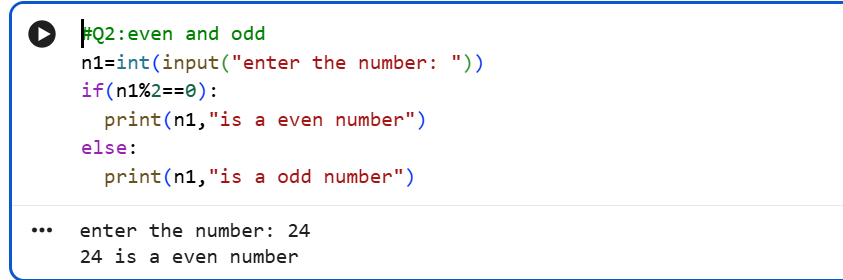 #Q2:even and odd
n1=int(input("enter the number: "))
if(n1%2==0):
  print(n1,"is a even number")
else:
  print(n1,"is a odd number")
enter the number: 24
24 is a even number